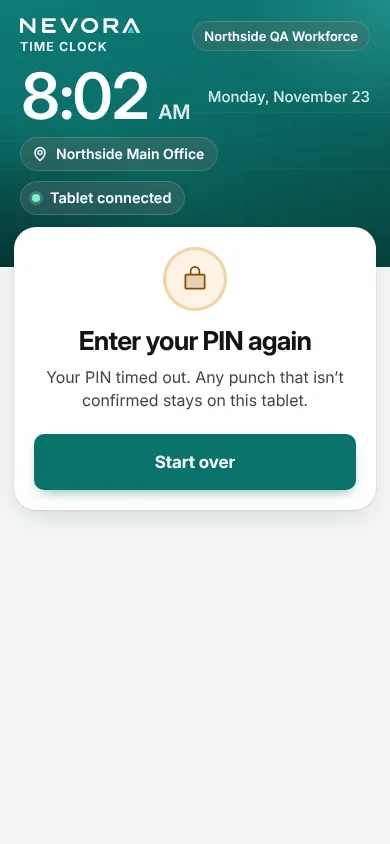 NEVORA
TIME CLOCK
Northside QA Workforce
8:02 AM
Monday, November 23
Northside Main Office
Tablet connected
Enter your PIN again
Your PIN timed out. Any punch that isn’t
confirmed stays on this tablet.
Start over